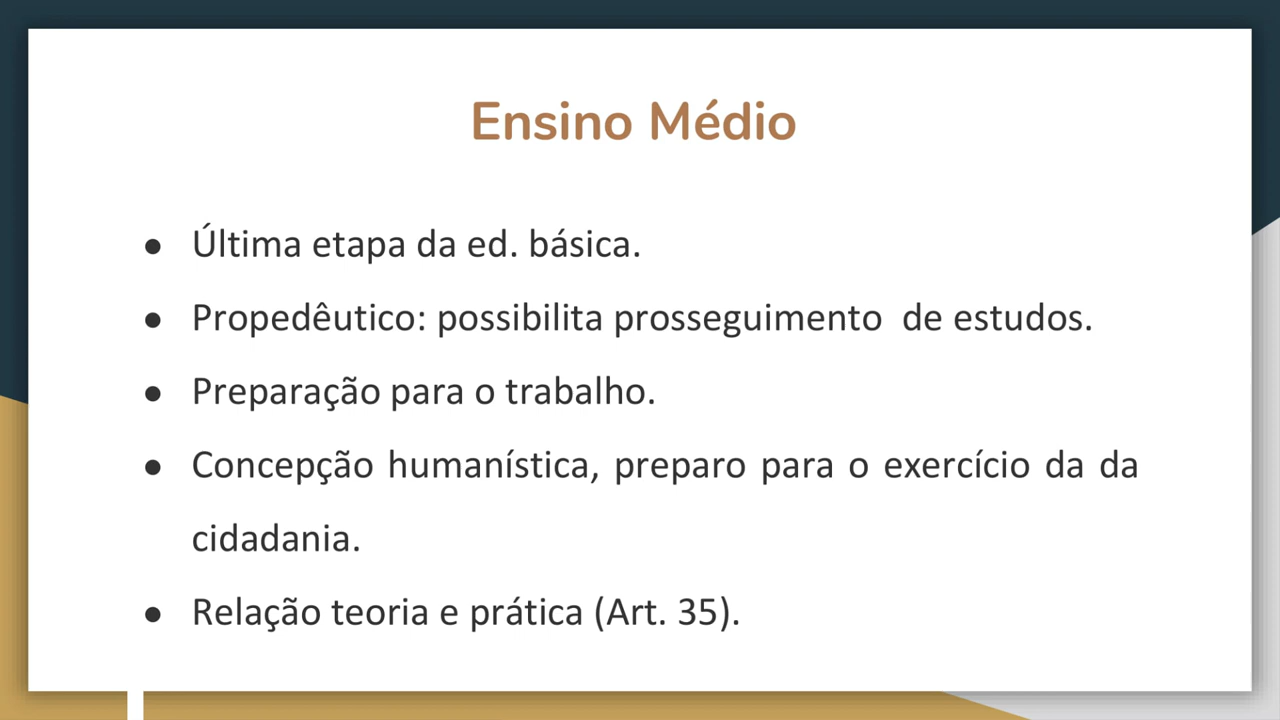 Ensino Médio
● Última etapa da ed. básica.
● Propedêutico: possibilita prosseguimento  de estudos.
● Preparação para o trabalho.
● Concepção humanística, preparo para o exercício da da
cidadania.
● Relação teoria e prática (Art. 35).